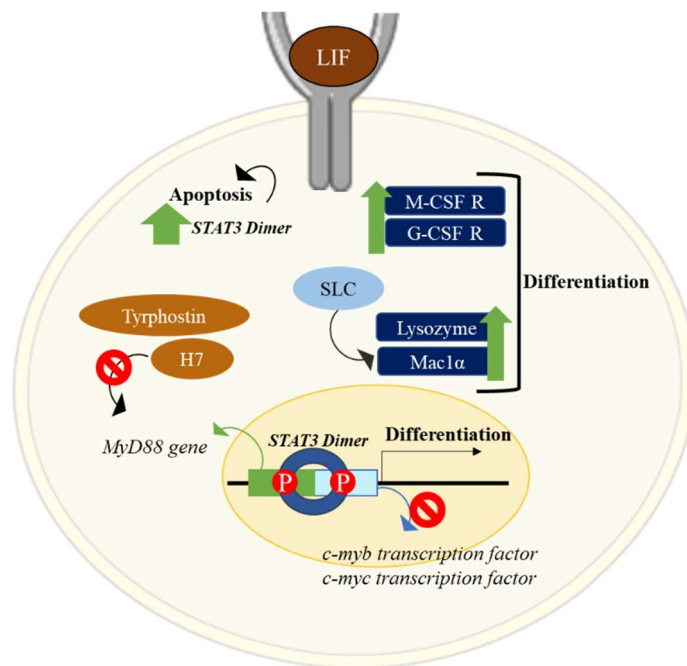 LIF
Apoptosis
STAT3 Dimer
M-CSF R
G-CSF R
Differentiation
SLC
Tyrphostin
H7
Lysozyme
Mac1α
MyD88 gene
STAT3 Dimer
Differentiation
P P
c-myb transcription factor
c-myc transcription factor